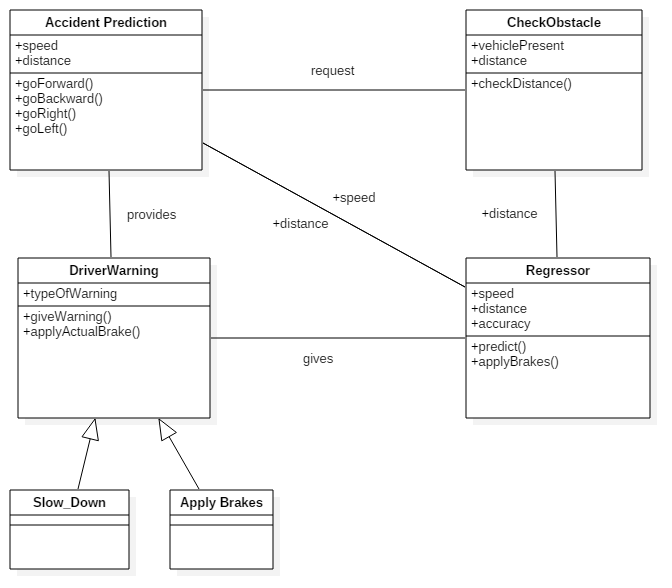 Accident Prediction
+speed
+distance
+goForward()
+goBackward()
+goRight()
+goLeft()
request
CheckObstacle
+vehiclePresent
+distance
+checkDistance()
provides
+speed
+distance
+distance
DriverWarning
+typeOfWarning
+giveWarning()
+applyActualBrake()
gives
Regressor
+speed
+distance
+accuracy
+predict()
+applyBrakes()
Slow_Down
Apply Brakes